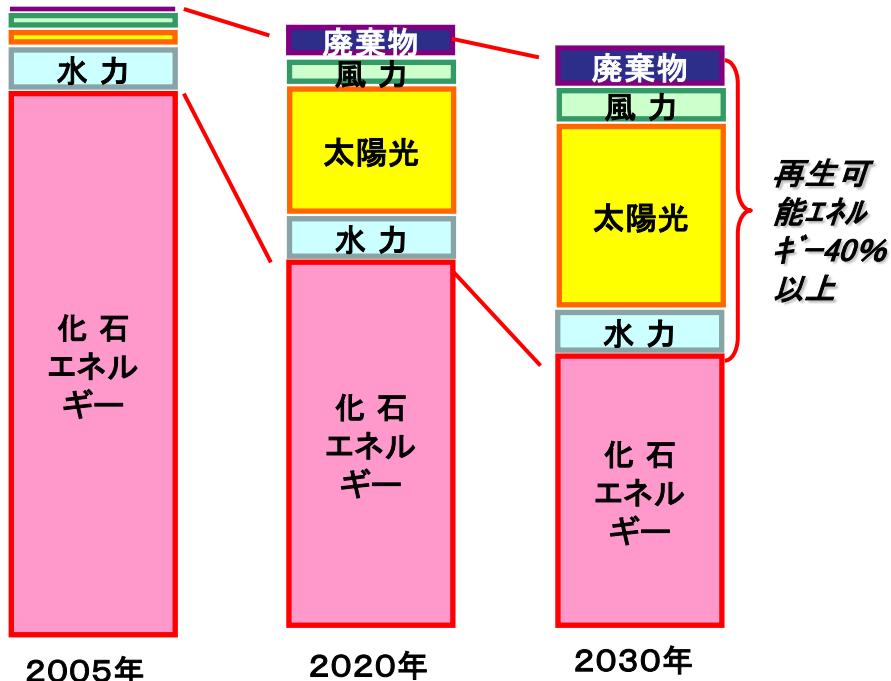 水 力
化 石
エネル
ギー
2005年
廃棄物
風 力
太陽光
水 力
化 石
エネル
ギー
2020年
廃棄物
風 力
太陽光
水 力
化 石
エネル
ギー
2030年
再生可
能ｴﾈﾙ
ｷﾞｰ40%
以上